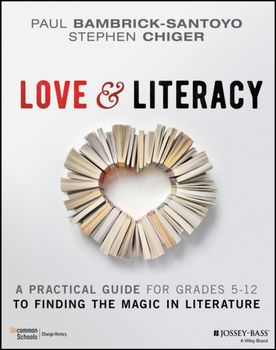 PAUL BAMBRICK-SANTOYO
STEPHEN CHIGER
LOVE & LITERACY
A PRACTICAL GUIDE FOR GRADES 5-12
TO FINDING THE MAGIC IN LITERATURE
Uncommon
Schools
Change History.
JOSSEY-BASS
A Wiley Brand